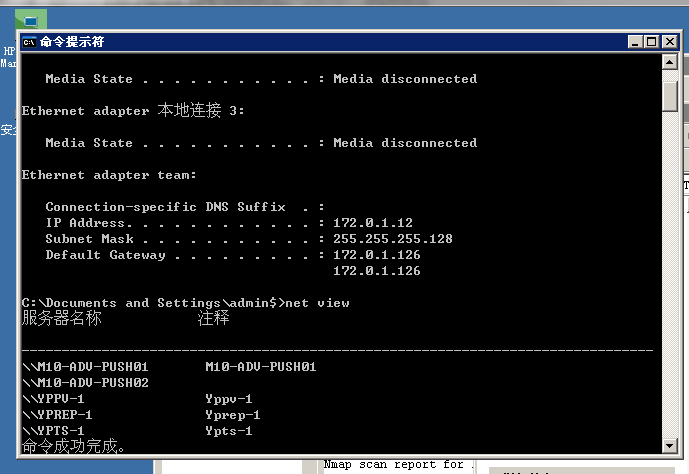 HP
Mar
安全
命令提示符
Media State . . . . . . . . . . . : Media disconnected
Ethernet adapter 本地连接 3:
Media State . . . . . . . . . . . : Media disconnected
Ethernet adapter team:
Connection-specific DNS Suffix  . :
IP Address. . . . . . . . . . . . : 172.0.1.12
Subnet Mask . . . . . . . . . . . : 255.255.255.128
Default Gateway . . . . . . . . . : 172.0.1.126
172.0.1.126
C:\Documents and Settings\admin$>net view
服务器名称            注释
-------------------------------------------------------------------------------
\\M10-ADV-PUSH01       M10-ADV-PUSH01
\\M10-ADV-PUSH02
\\YPPV-1               Yppv-1
\\YPREP-1              Yprep-1
\\YPTS-1               Ypts-1
命令成功完成。
Nmap scan report for